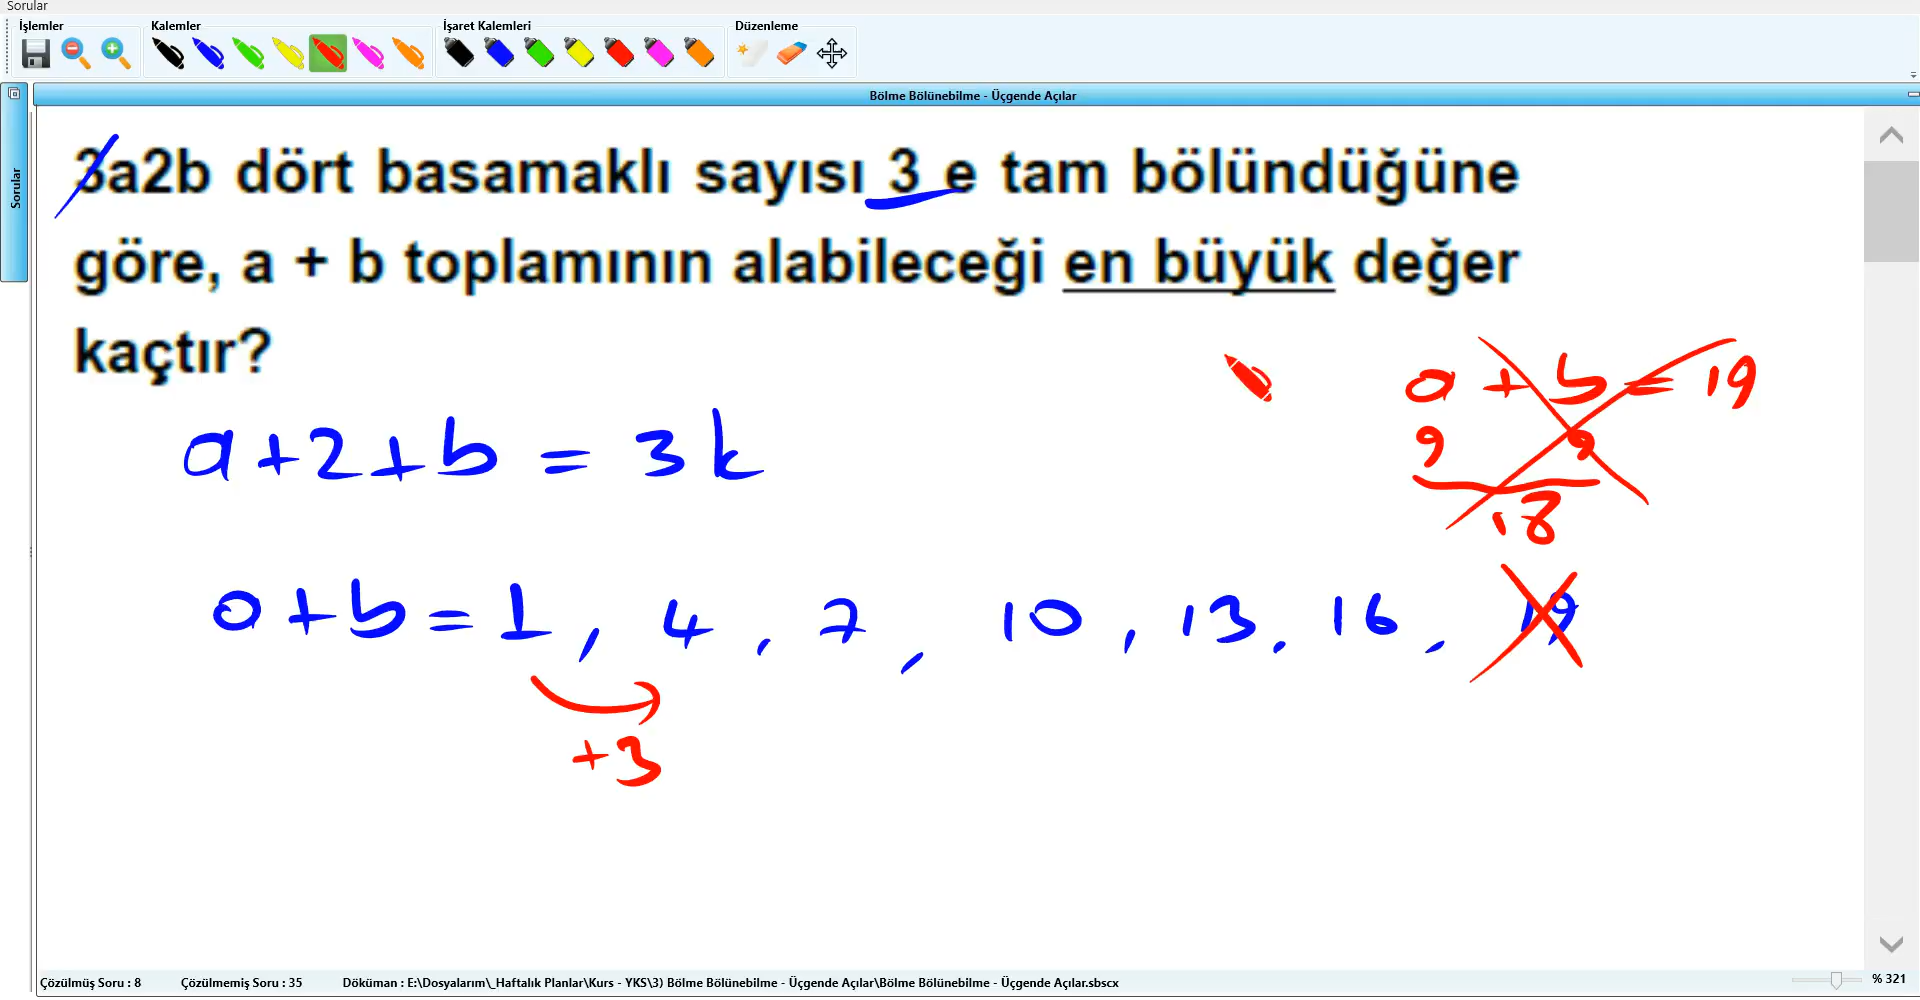 Sorular
İşlemler
Kalemler
İşaret Kalemleri
Düzenleme
Sorular
Bölme Bölünebilme - Üçgende Açılar
3a2b dört basamaklı sayısı 3 e tam bölündüğüne
göre, a + b toplamının alabileceği en büyük değer
kaçtır?
a + b = 19
9 9
18
a+2+b = 3k
a+b = 1, 4, 7, 10, 13, 16, 19
+3
Çözülmüş Soru : 8 Çözülmemiş Soru : 35 Döküman : E:\Dosyalarım\_Haftalık Planlar\Kurs - YKS\3) Bölme Bölünebilme - Üçgende Açılar\Bölme Bölünebilme - Üçgende Açılar.sbscx % 321